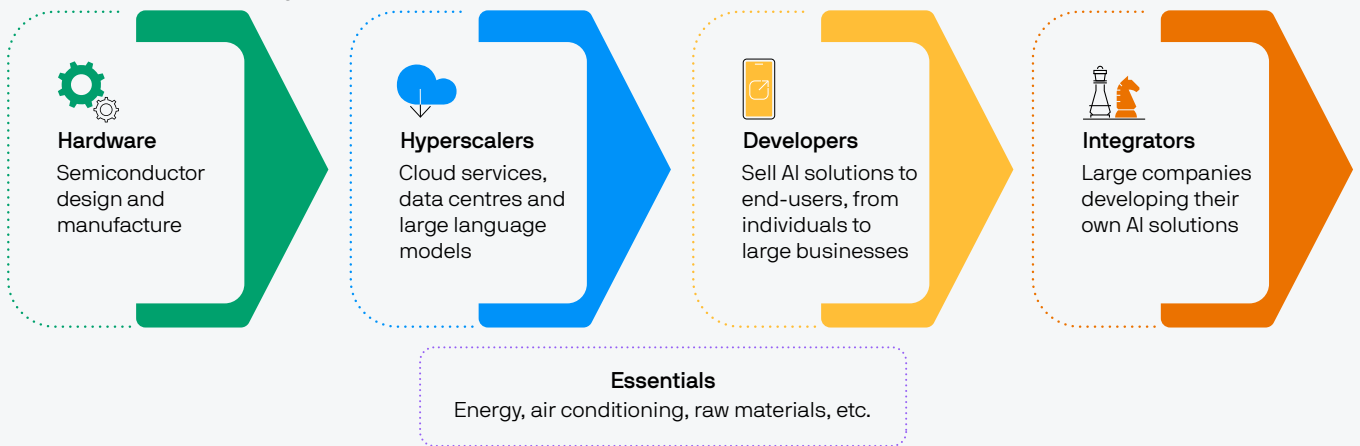 Hardware
Semiconductor
design and
manufacture
Hyperscalers
Cloud services,
data centres and
large language
models
Developers
Sell AI solutions to
end-users, from
individuals to
large businesses
Integrators
Large companies
developing their
own AI solutions
Essentials
Energy, air conditioning, raw materials, etc.